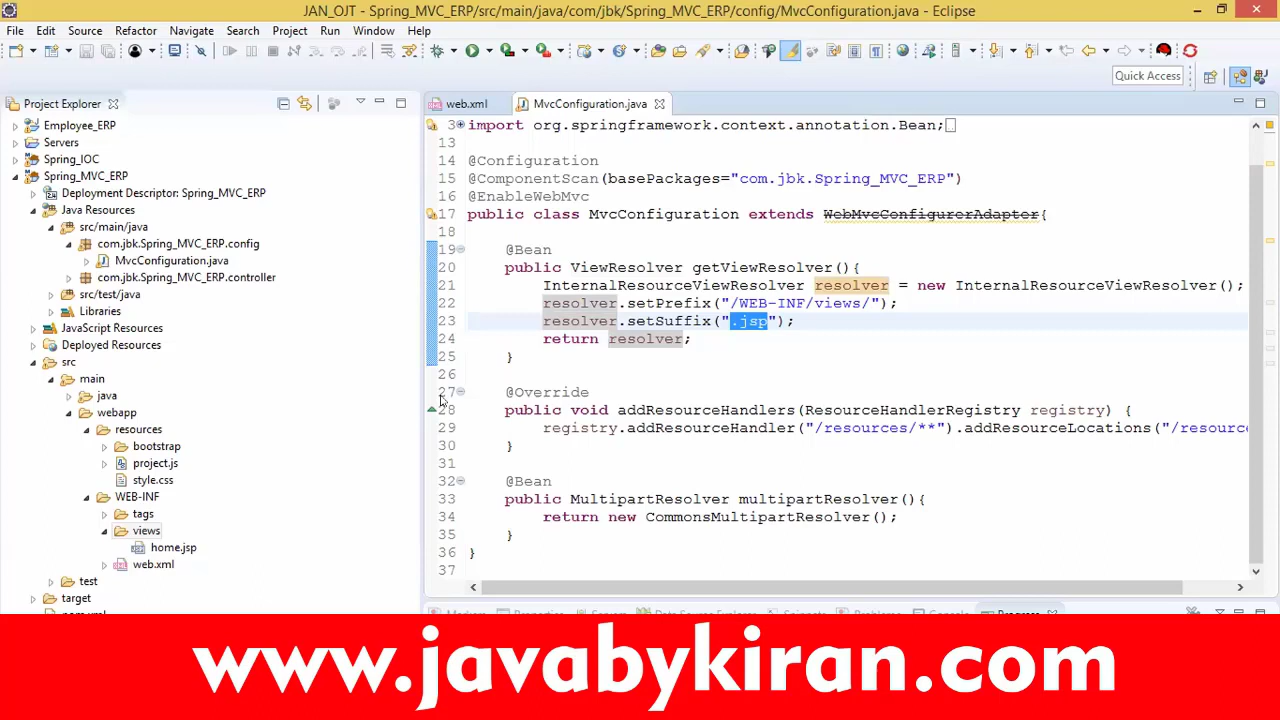 JAN_OJT - Spring_MVC_ERP/src/main/java/com/jbk/Spring_MVC_ERP/config/MvcConfiguration.java - Eclipse
File Edit Source Refactor Navigate Search Project Run Window Help
Quick Access
Project Explorer
web.xml
MvcConfiguration.java
Employee_ERP
Servers
Spring_IOC
Spring_MVC_ERP
Deployment Descriptor: Spring_MVC_ERP
Java Resources
src/main/java
com.jbk.Spring_MVC_ERP.config
MvcConfiguration.java
com.jbk.Spring_MVC_ERP.controller
src/test/java
Libraries
JavaScript Resources
Deployed Resources
src
main
java
webapp
resources
bootstrap
project.js
style.css
WEB-INF
tags
views
home.jsp
web.xml
test
target
3 import org.springframework.context.annotation.Bean;
13
14 @Configuration
15 @ComponentScan(basePackages="com.jbk.Spring_MVC_ERP")
16 @EnableWebMvc
17 public class MvcConfiguration extends WebMvcConfigurerAdapter{
18
19 @Bean
20 public ViewResolver getViewResolver(){
21 InternalResourceViewResolver resolver = new InternalResourceViewResolver();
22 resolver.setPrefix("/WEB-INF/views/");
23 resolver.setSuffix(".jsp");
24 return resolver;
25 }
26
27 @Override
28 public void addResourceHandlers(ResourceHandlerRegistry registry) {
29 registry.addResourceHandler("/resources/**").addResourceLocations("/resourc
30 }
31
32 @Bean
33 public MultipartResolver multipartResolver(){
34 return new CommonsMultipartResolver();
35 }
36 }
37
www.javabykiran.com